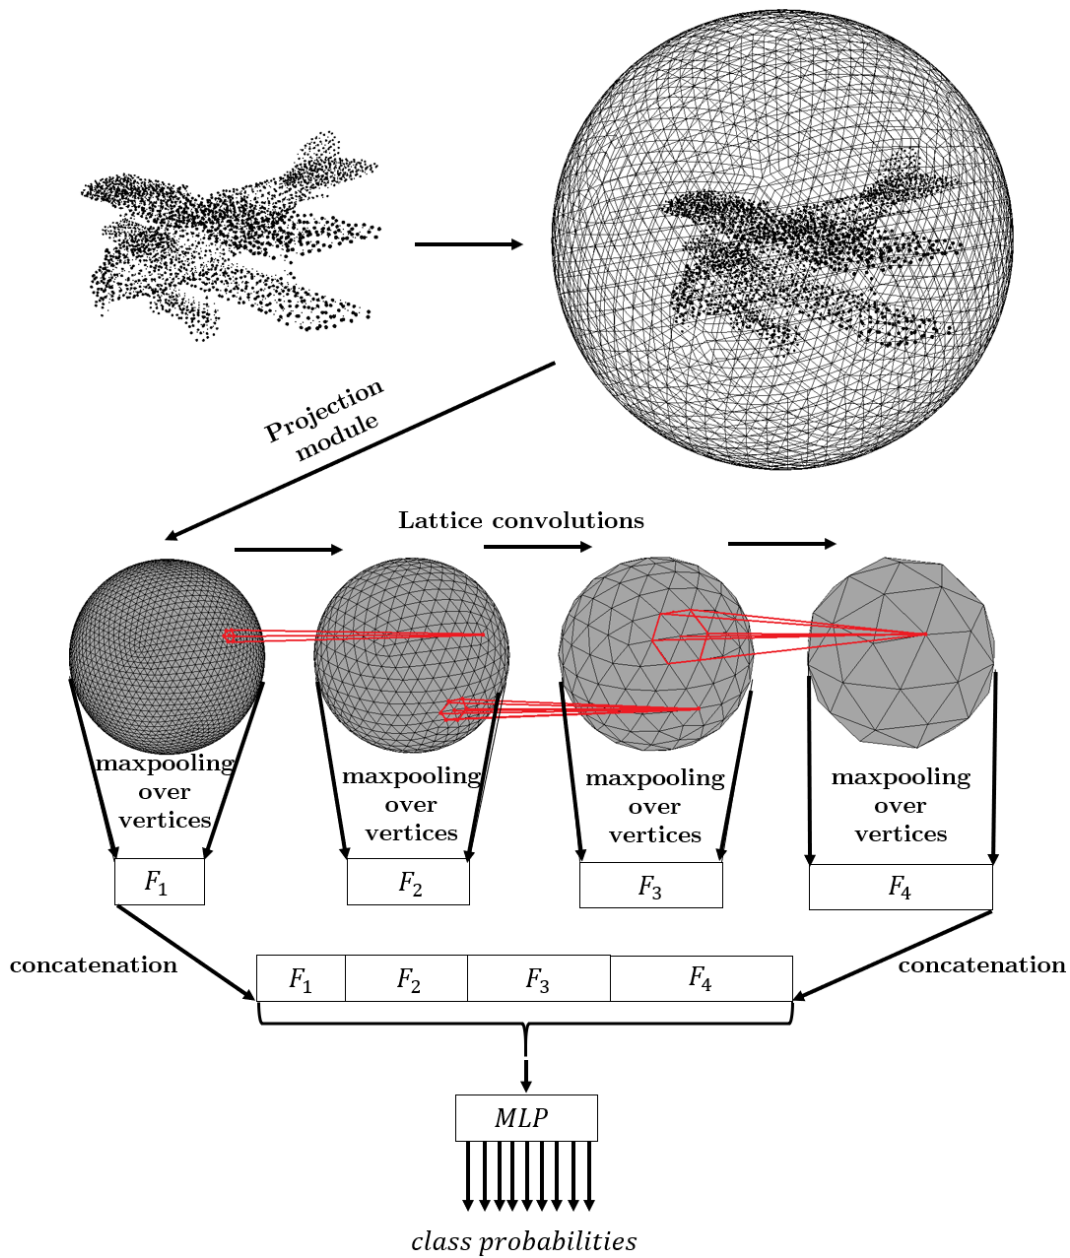 Projection
module
Lattice convolutions
maxpooling
over
vertices
maxpooling
over
vertices
maxpooling
over
vertices
maxpooling
over
vertices
F₁
F₂
F₃
F₄
concatenation
concatenation
F₁
F₂
F₃
F₄
MLP
class probabilities